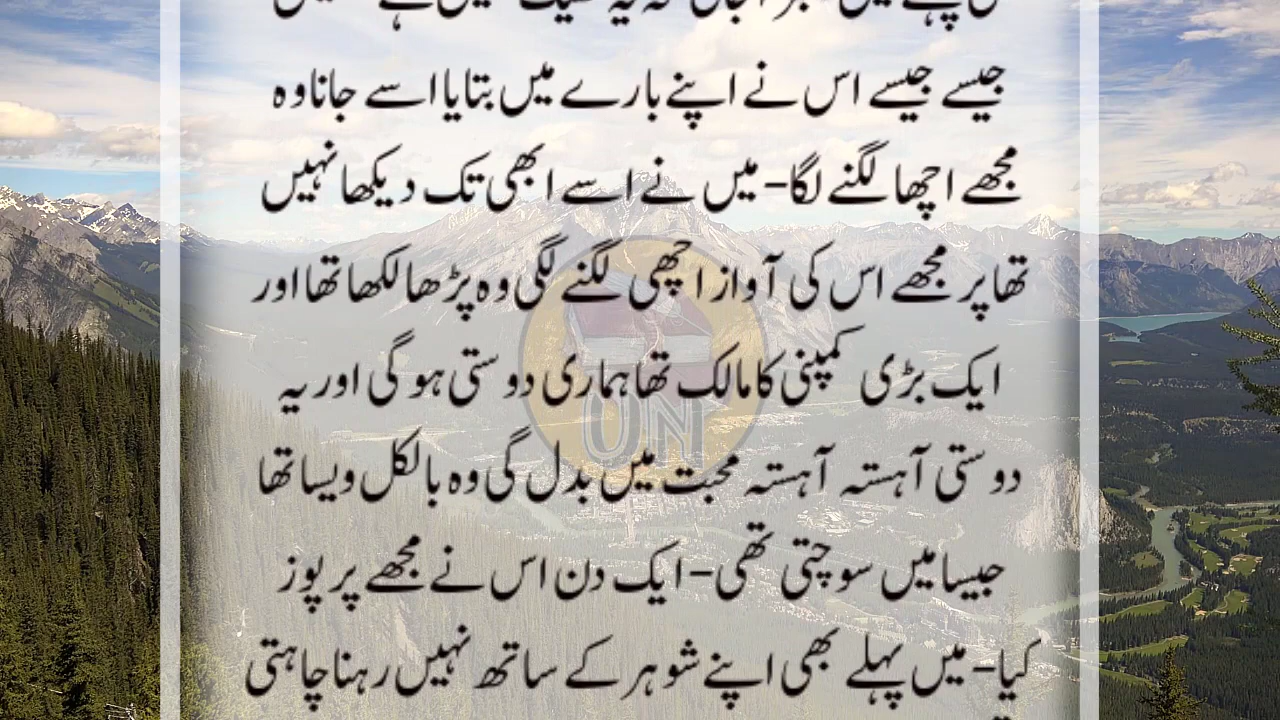 جیسے جیسے اس نے اپنے بارے میں بتایا اسے جانا وہ
مجھے اچھا لگنے لگا- میں نے اسے ابھی تک دیکھا نہیں
تھا پر مجھے اس کی آواز اچھی لگنے لگی وہ پڑھا لکھا تھا اور
ایک بڑی کمپنی کا مالک تھا ہماری دوستی ہو گی اور یہ
دوستی آہستہ آہستہ محبت میں بدل گی وہ بالکل ویسا تھا
جیسا میں سوچتی تھی- ایک دن اس نے مجھے پرپوز
کیا- میں پہلے بھی اپنے شوہر کے ساتھ نہیں رہنا چاہتی
UN